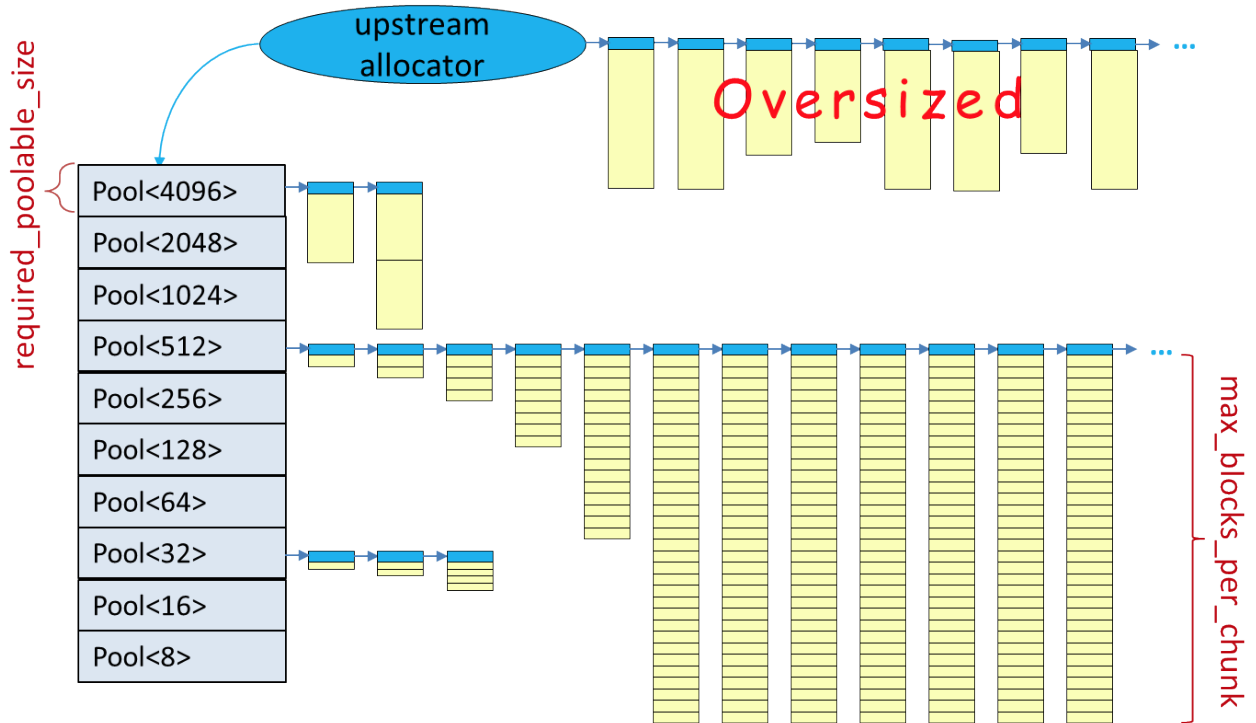 upstream
allocator
...
Oversized
required_poolable_size
Pool<4096>
Pool<2048>
Pool<1024>
Pool<512>
...
Pool<256>
Pool<128>
Pool<64>
Pool<32>
Pool<16>
Pool<8>
max_blocks_per_chunk